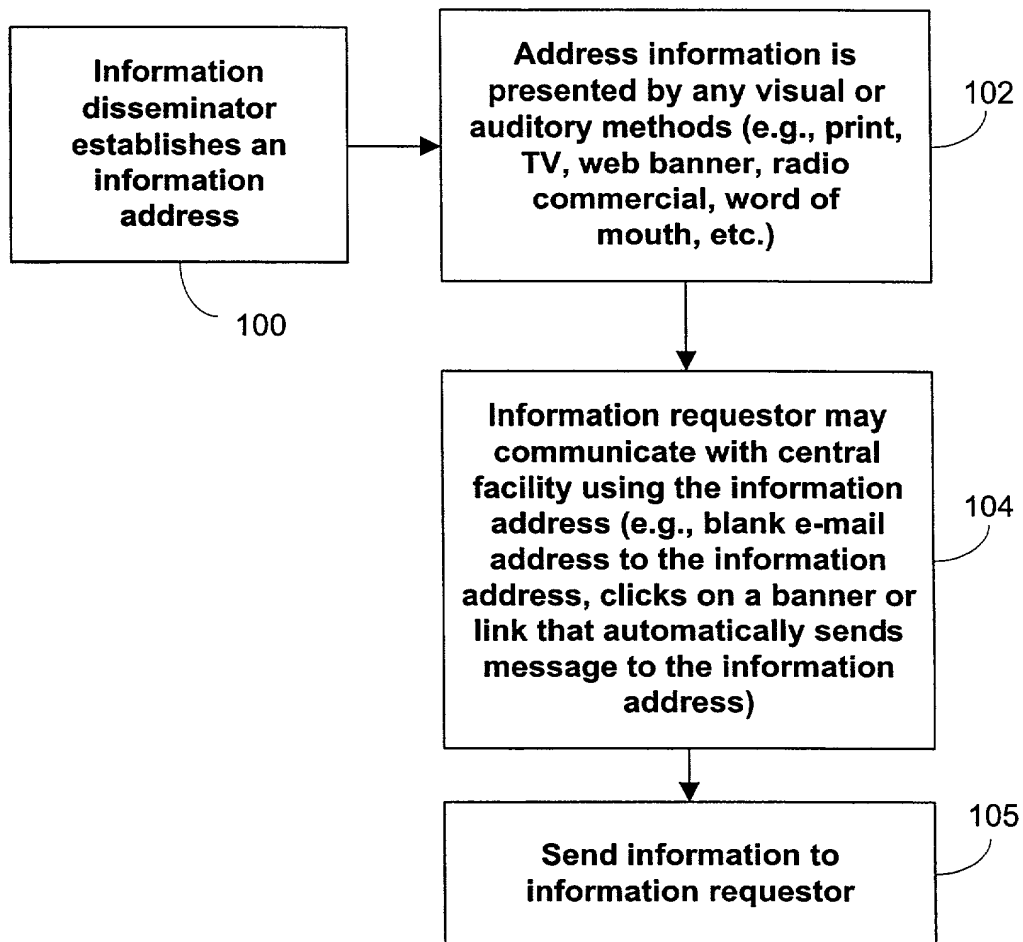 Information
disseminator
establishes an
information
address
100
Address information is
presented by any visual or
auditory methods (e.g., print,
TV, web banner, radio
commercial, word of
mouth, etc.)
102
Information requestor may
communicate with central
facility using the information
address (e.g., blank e-mail
address to the information
address, clicks on a banner or
link that automatically sends
message to the information
address)
104
Send information to
information requestor
105